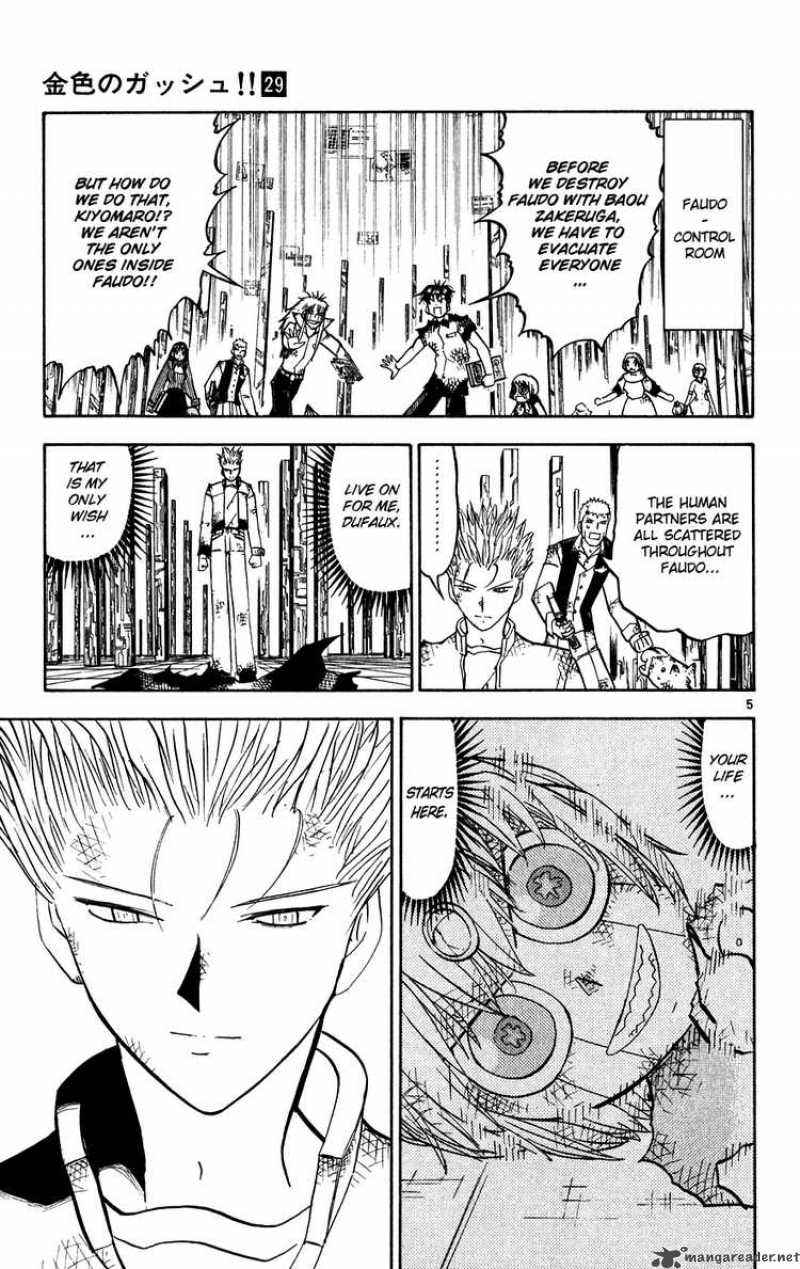 金色のガッシュ!! 29
FAUDO
-
CONTROL
ROOM
BEFORE
WE DESTROY
FAUDO WITH BAOU
ZAKERUGA,
WE HAVE TO
EVACUATE
EVERYONE
...
BUT HOW DO
WE DO THAT,
KIYOMARO!?
WE AREN'T
THE ONLY
ONES INSIDE
FAUDO!!
THE HUMAN
PARTNERS ARE
ALL SCATTERED
THROUGHOUT
FAUDO...
........
LIVE ON
FOR ME,
DUFAUX.
THAT
IS MY
ONLY
WISH
...
5
YOUR
LIFE
...
STARTS
HERE.
mangareader.net